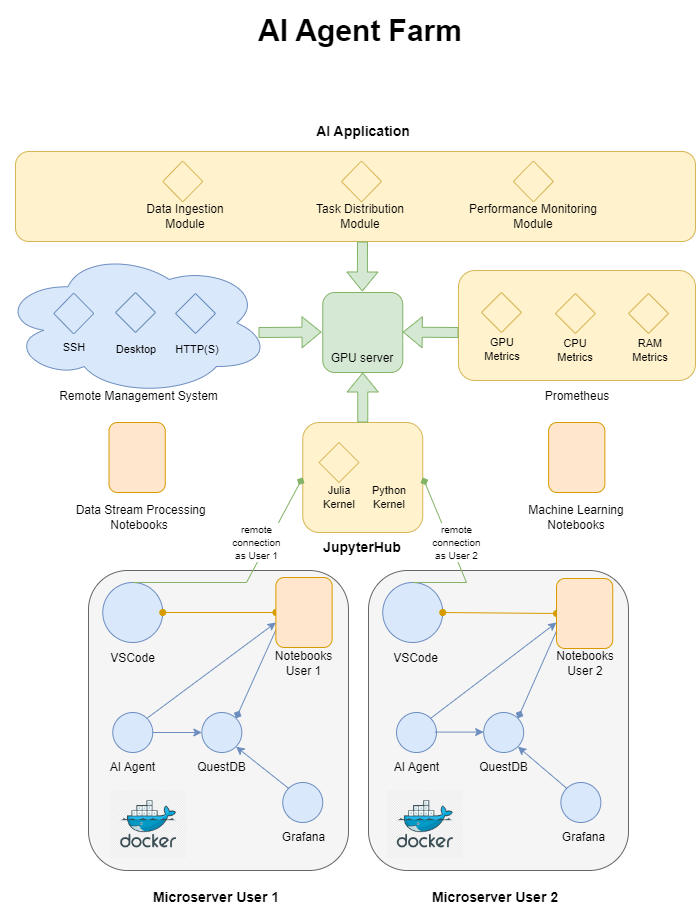 AI Agent Farm
AI Application
Data Ingestion
Module
Task Distribution
Module
Performance Monitoring
Module
SSH
Desktop
HTTP(S)
Remote Management System
GPU server
GPU
Metrics
CPU
Metrics
RAM
Metrics
Prometheus
Data Stream Processing
Notebooks
Julia
Kernel
Python
Kernel
JupyterHub
Machine Learning
Notebooks
remote
connection
as User 1
remote
connection
as User 2
VSCode
Notebooks
User 1
AI Agent
QuestDB
Grafana
docker
Microserver User 1
VSCode
Notebooks
User 2
AI Agent
QuestDB
Grafana
docker
Microserver User 2